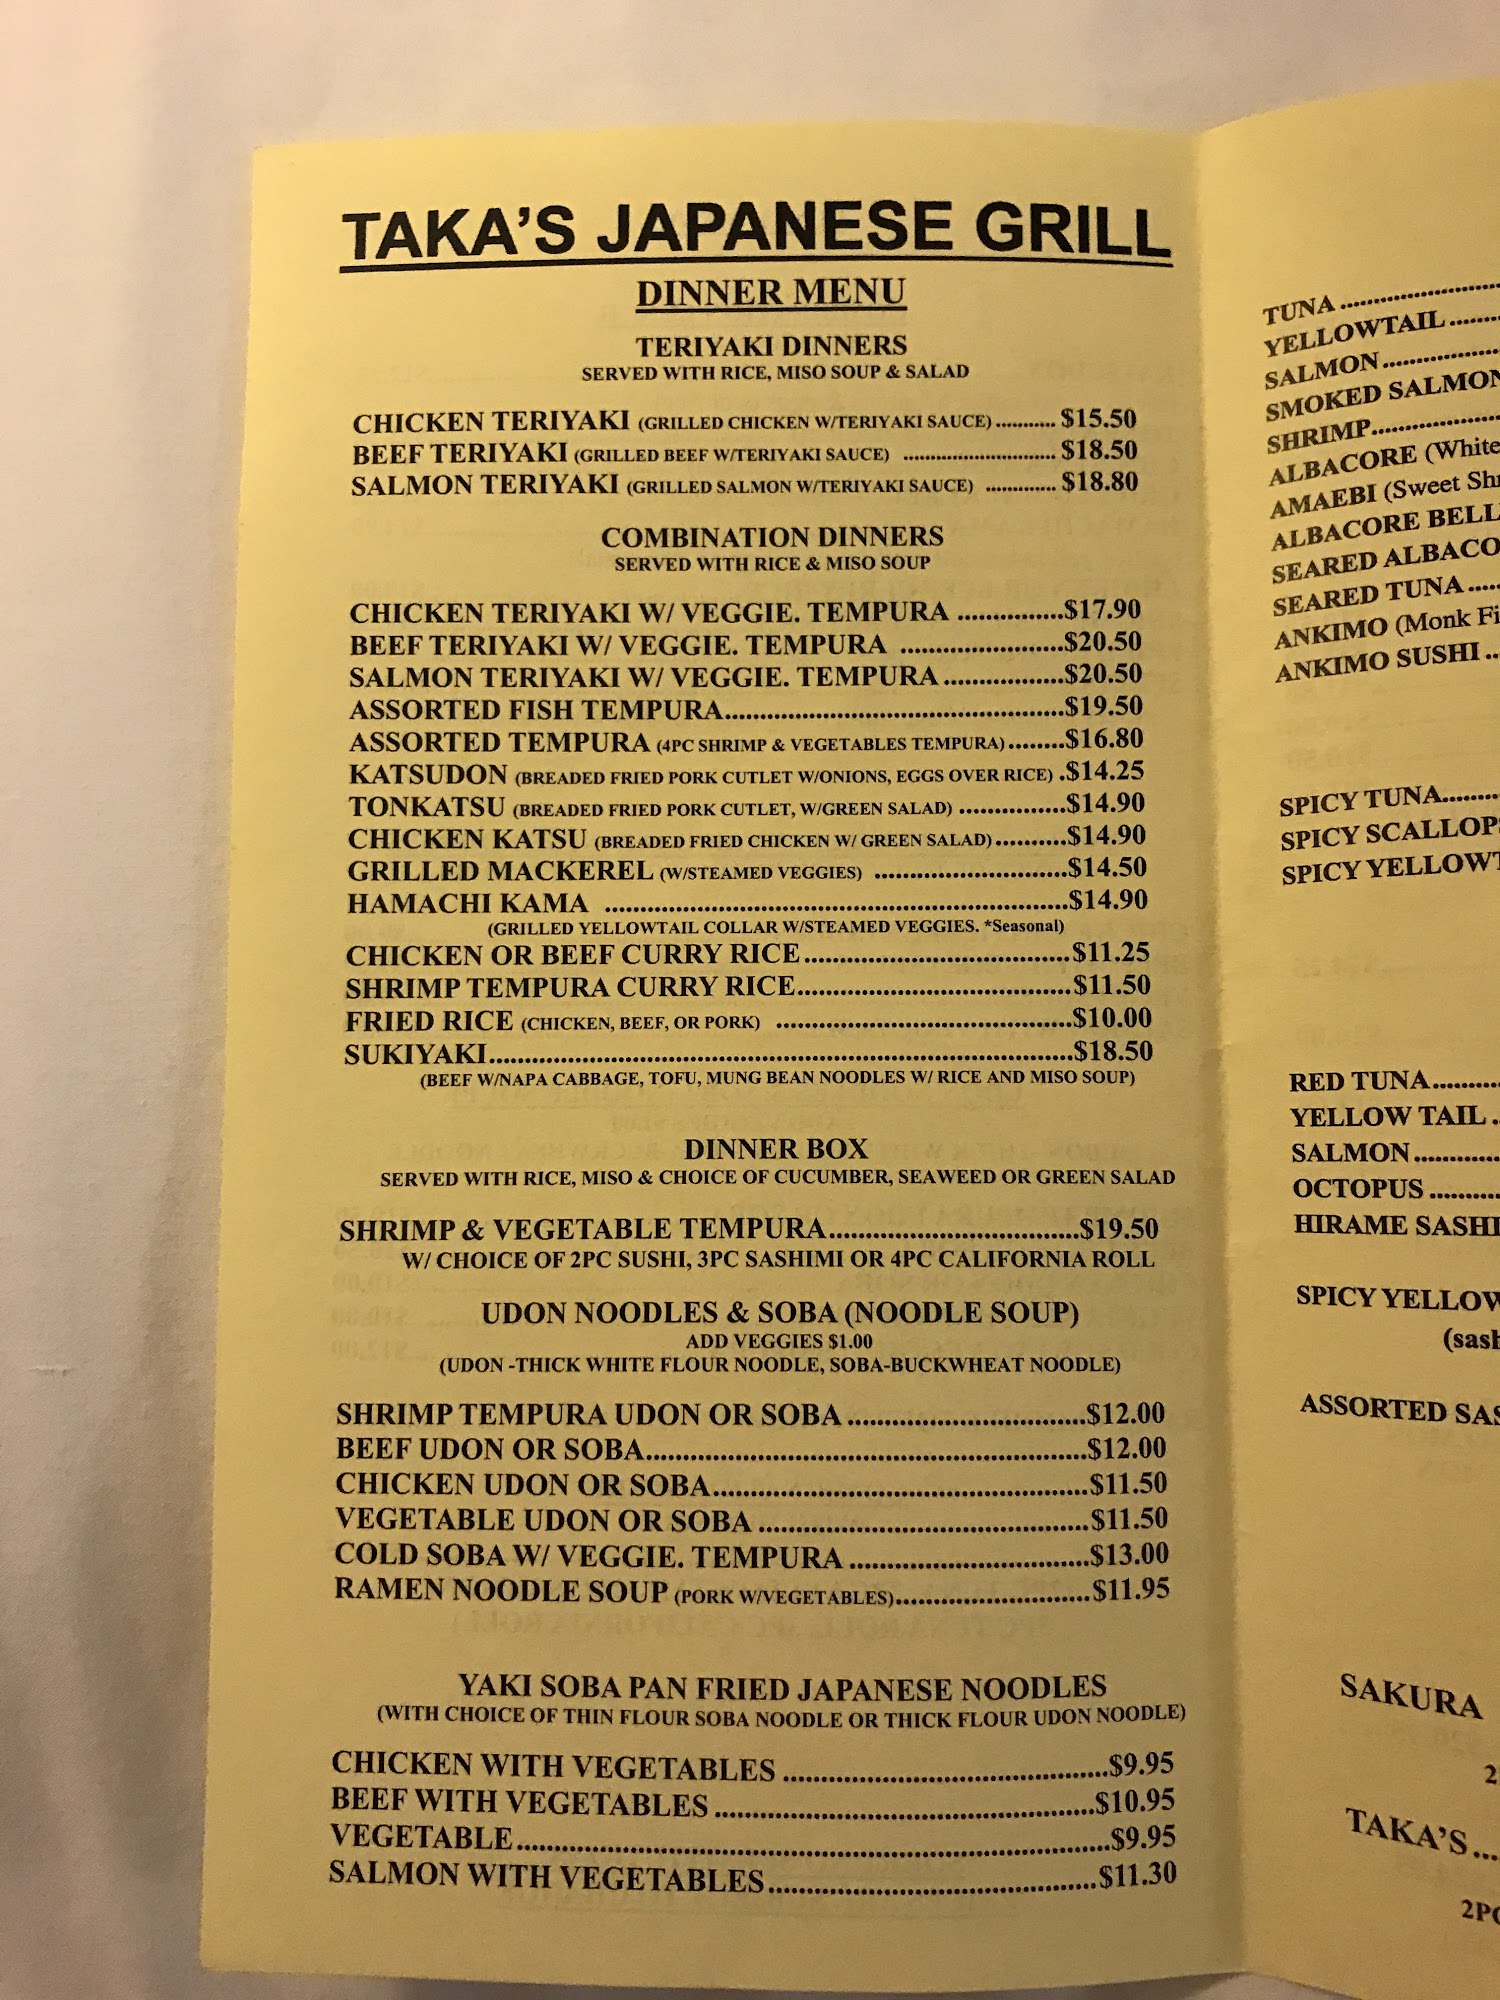 TAKA'S JAPANESE GRILL
DINNER MENU
TERIYAKI DINNERS
SERVED WITH RICE, MISO SOUP & SALAD
CHICKEN TERIYAKI (GRILLED CHICKEN W/TERIYAKI SAUCE)........... $15.50
BEEF TERIYAKI (GRILLED BEEF W/TERIYAKI SAUCE) ............................ $18.50
SALMON TERIYAKI (GRILLED SALMON W/TERIYAKI SAUCE) ............. $18.80
COMBINATION DINNERS
SERVED WITH RICE & MISO SOUP
CHICKEN TERIYAKI W/ VEGGIE. TEMPURA ...............$17.90
BEEF TERIYAKI W/ VEGGIE. TEMPURA .......................$20.50
SALMON TERIYAKI W/ VEGGIE. TEMPURA .................$20.50
ASSORTED FISH TEMPURA...............................................$19.50
ASSORTED TEMPURA (4PC SHRIMP & VEGETABLES TEMPURA)........$16.80
KATSUDON (BREADED FRIED PORK CUTLET W/ONIONS, EGGS OVER RICE) .$14.25
TONKATSU (BREADED FRIED PORK CUTLET, W/GREEN SALAD) ...............$14.90
CHICKEN KATSU (BREADED FRIED CHICKEN W/ GREEN SALAD)..........$14.90
GRILLED MACKEREL (W/STEAMED VEGGIES) ...........................$14.50
HAMACHI KAMA ................................................................$14.90
(GRILLED YELLOWTAIL COLLAR W/STEAMED VEGGIES. *Seasonal)
CHICKEN OR BEEF CURRY RICE.....................................$11.25
SHRIMP TEMPURA CURRY RICE......................................$11.50
FRIED RICE (CHICKEN, BEEF, OR PORK) .........................................$10.00
SUKIYAKI.................................................................................$18.50
(BEEF W/NAPA CABBAGE, TOFU, MUNG BEAN NOODLES W/ RICE AND MISO SOUP)
DINNER BOX
SERVED WITH RICE, MISO & CHOICE OF CUCUMBER, SEAWEED OR GREEN SALAD
SHRIMP & VEGETABLE TEMPURA...................................$19.50
W/ CHOICE OF 2PC SUSHI, 3PC SASHIMI OR 4PC CALIFORNIA ROLL
UDON NOODLES & SOBA (NOODLE SOUP)
ADD VEGGIES $1.00
(UDON -THICK WHITE FLOUR NOODLE, SOBA-BUCKWHEAT NOODLE)
SHRIMP TEMPURA UDON OR SOBA .................................$12.00
BEEF UDON OR SOBA.............................................................$12.00
CHICKEN UDON OR SOBA....................................................$11.50
VEGETABLE UDON OR SOBA ..............................................$11.50
COLD SOBA W/ VEGGIE. TEMPURA .................................$13.00
RAMEN NOODLE SOUP (PORK W/VEGETABLES)...........................$11.95
YAKI SOBA PAN FRIED JAPANESE NOODLES
(WITH CHOICE OF THIN FLOUR SOBA NOODLE OR THICK FLOUR UDON NOODLE)
CHICKEN WITH VEGETABLES .............................................$9.95
BEEF WITH VEGETABLES .....................................................$10.95
VEGETABLE..................................................................................$9.95
SALMON WITH VEGETABLES..............................................$11.30
TUNA ........................
YELLOWTAIL .......
SALMON.................
SMOKED SALMON
SHRIMP...................
ALBACORE (White
AMAEBI (Sweet
ALBACORE
SEARED
SEARED TUNA .....
ANKIMO (Monk
ANKIMO SUSHI ..
SPICY TUNA........
SPICY
SPICY
RED TUNA.........
YELLOW TAIL .
SALMON............
OCTOPUS ..........
HIRAME
SPICY
ASSORTED
SAKURA
TAKA'S ....